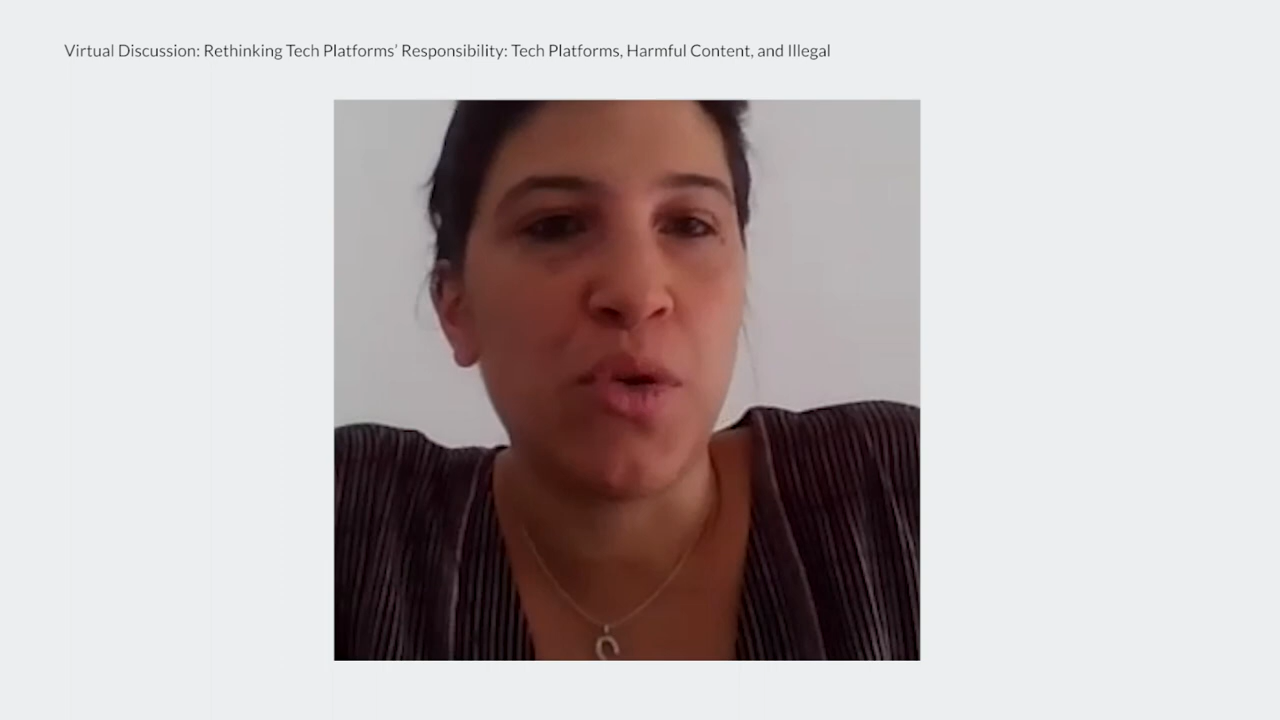 Virtual Discussion: Rethinking Tech Platforms’ Responsibility: Tech Platforms, Harmful Content, and Illegal